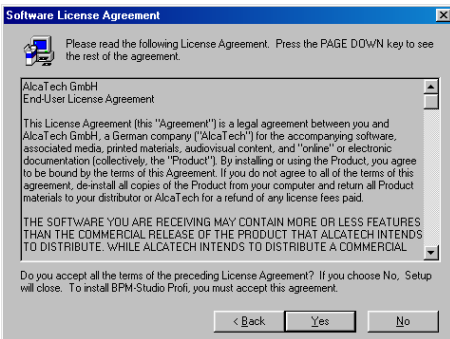 Software License Agreement
Please read the following License Agreement. Press the PAGE DOWN key to see
the rest of the agreement.
AlcaTech GmbH
End-User License Agreement
This License Agreement (this "Agreement") is a legal agreement between you and
AlcaTech GmbH, a German company ("AlcaTech") for the accompanying software,
associated media, printed materials, audiovisual content, and "online" or electronic
documentation (collectively, the "Product"). By installing or using the Product, you agree
to be bound by the terms of this Agreement. If you do not agree to all of the terms of this
agreement, de-install all copies of the Product from your computer and return all Product
materials to your distributor or AlcaTech for a refund of any license fees paid.
THE SOFTWARE YOU ARE RECEIVING MAY CONTAIN MORE OR LESS FEATURES
THAN THE COMMERCIAL RELEASE OF THE PRODUCT THAT ALCATECH INTENDS
TO DISTRIBUTE. WHILE ALCATECH INTENDS TO DISTRIBUTE A COMMERCIAL
Do you accept all the terms of the preceding License Agreement? If you choose No, Setup
will close. To install BPM-Studio Profi, you must accept this agreement.
< Back
Yes
No